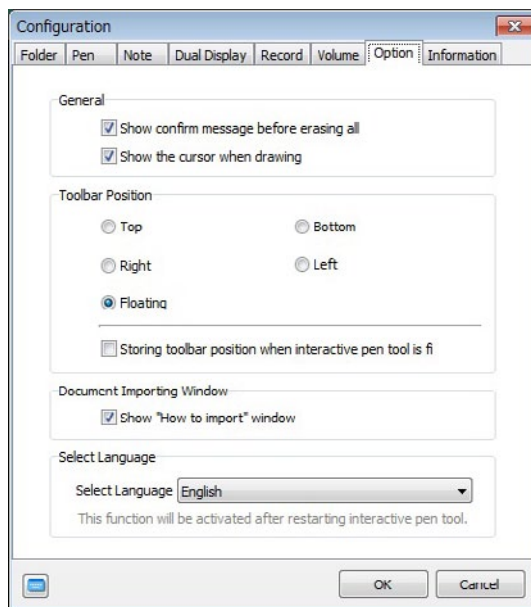 Configuration
Folder Pen Note Dual Display Record Volume Option Information
General
Show confirm message before erasing all
Show the cursor when drawing
Toolbar Position
Top Bottom
Right Left
Floating
Storing toolbar position when interactive pen tool is fi
Document Importing Window
Show "How to import" window
Select Language
Select Language English
This function will be activated after restarting interactive pen tool.
OK Cancel